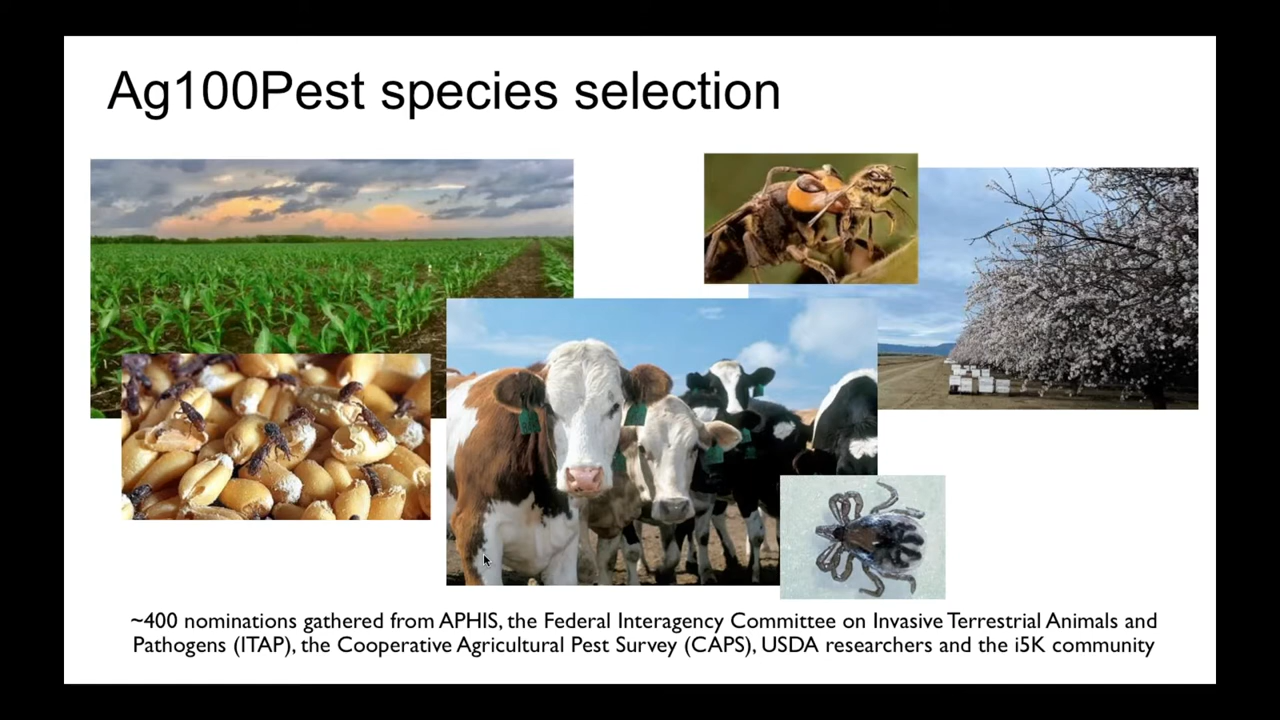 Ag100Pest species selection
~400 nominations gathered from APHIS, the Federal Interagency Committee on Invasive Terrestrial Animals and
Pathogens (ITAP), the Cooperative Agricultural Pest Survey (CAPS), USDA researchers and the i5K community